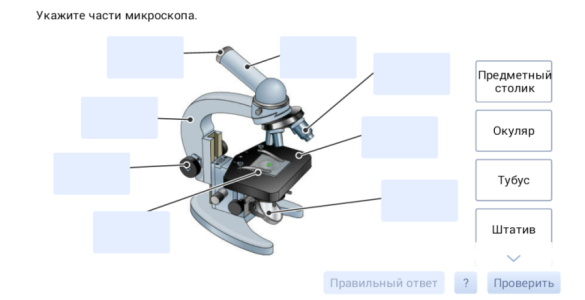 Укажите части микроскопа.
Предметный
столик
Окуляр
Тубус
Штатив
Правильный ответ
?
Проверить